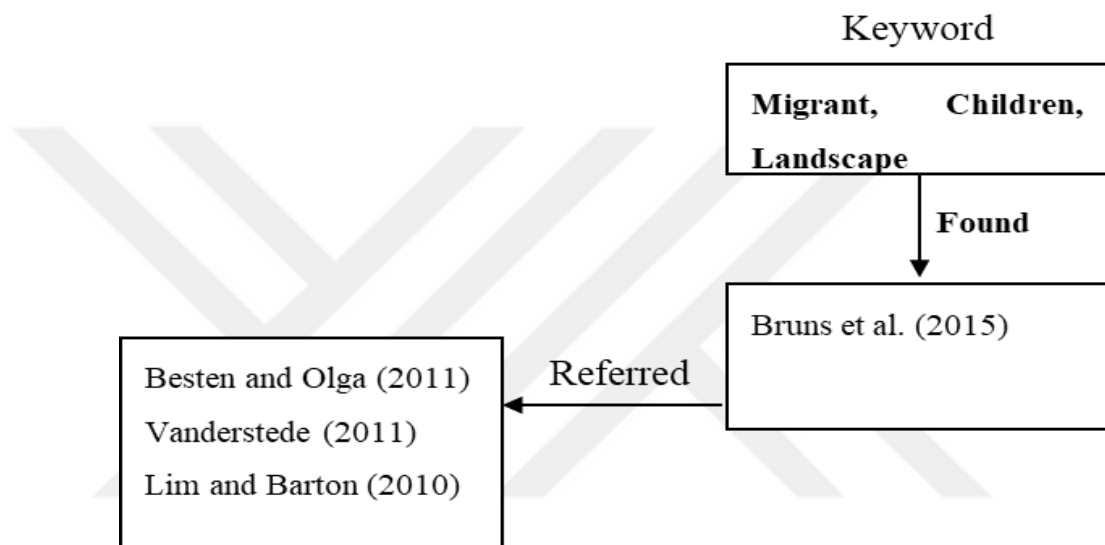 Keyword
Migrant, Children,
Landscape
Found
Bruns et al. (2015)
Referred
Besten and Olga (2011)
Vanderstede (2011)
Lim and Barton (2010)